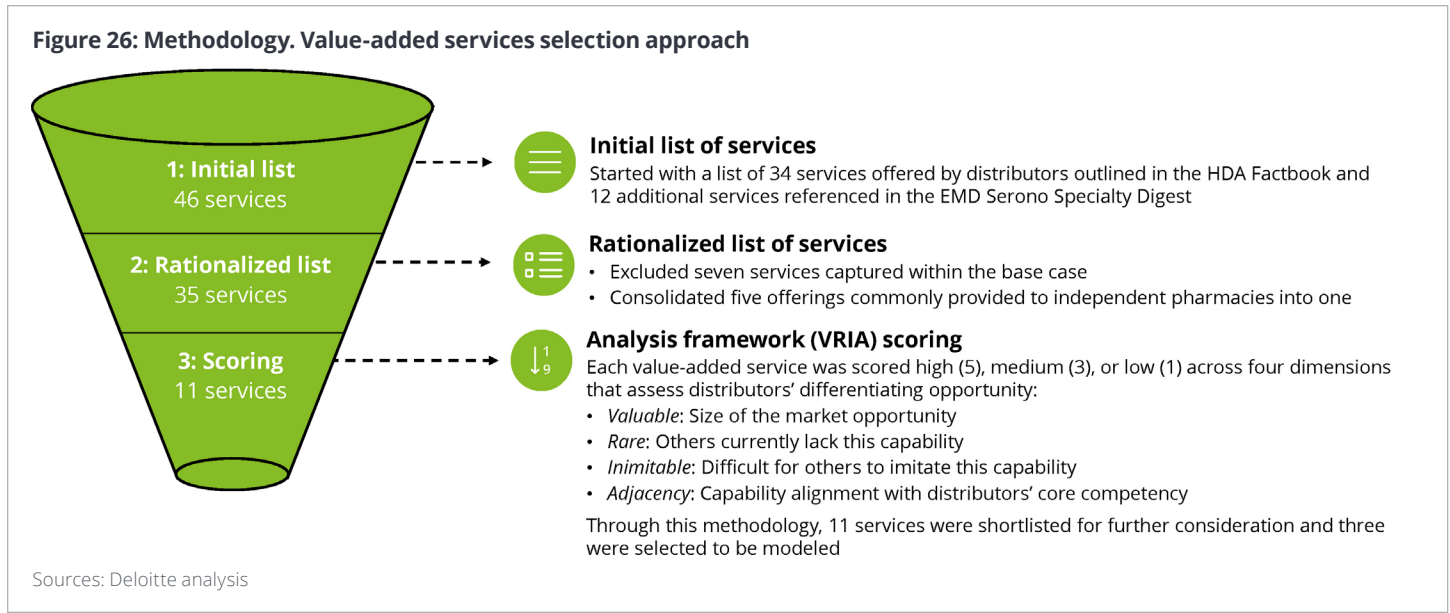 Figure 26: Methodology. Value-added services selection approach
1: Initial list
46 services
2: Rationalized list
35 services
3: Scoring
11 services
Initial list of services
Started with a list of 34 services offered by distributors outlined in the HDA Factbook and
12 additional services referenced in the EMD Serono Specialty Digest
Rationalized list of services
• Excluded seven services captured within the base case
• Consolidated five offerings commonly provided to independent pharmacies into one
1
9
Analysis framework (VRIA) scoring
Each value-added service was scored high (5), medium (3), or low (1) across four dimensions
that assess distributors’ differentiating opportunity:
• Valuable: Size of the market opportunity
• Rare: Others currently lack this capability
• Inimitable: Difficult for others to imitate this capability
• Adjacency: Capability alignment with distributors’ core competency
Through this methodology, 11 services were shortlisted for further consideration and three
were selected to be modeled
Sources: Deloitte analysis